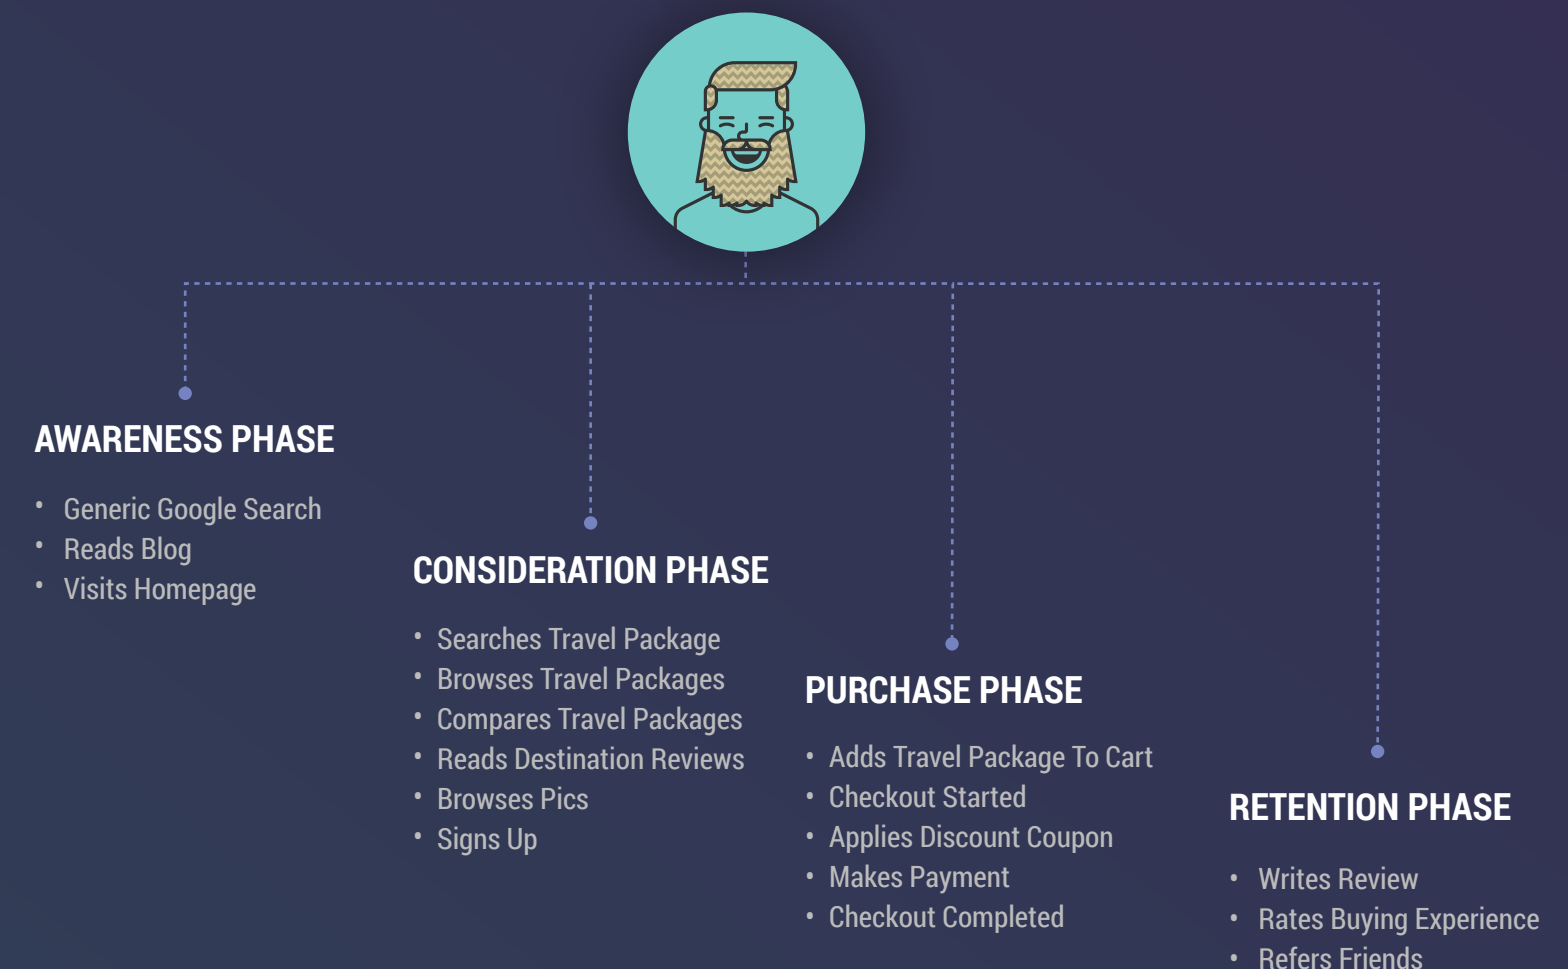 AWARENESS PHASE
• Generic Google Search
• Reads Blog
• Visits Homepage
CONSIDERATION PHASE
• Searches Travel Package
• Browses Travel Packages
• Compares Travel Packages
• Reads Destination Reviews
• Browses Pics
• Signs Up
PURCHASE PHASE
• Adds Travel Package To Cart
• Checkout Started
• Applies Discount Coupon
• Makes Payment
• Checkout Completed
RETENTION PHASE
• Writes Review
• Rates Buying Experience
• Refers Friends